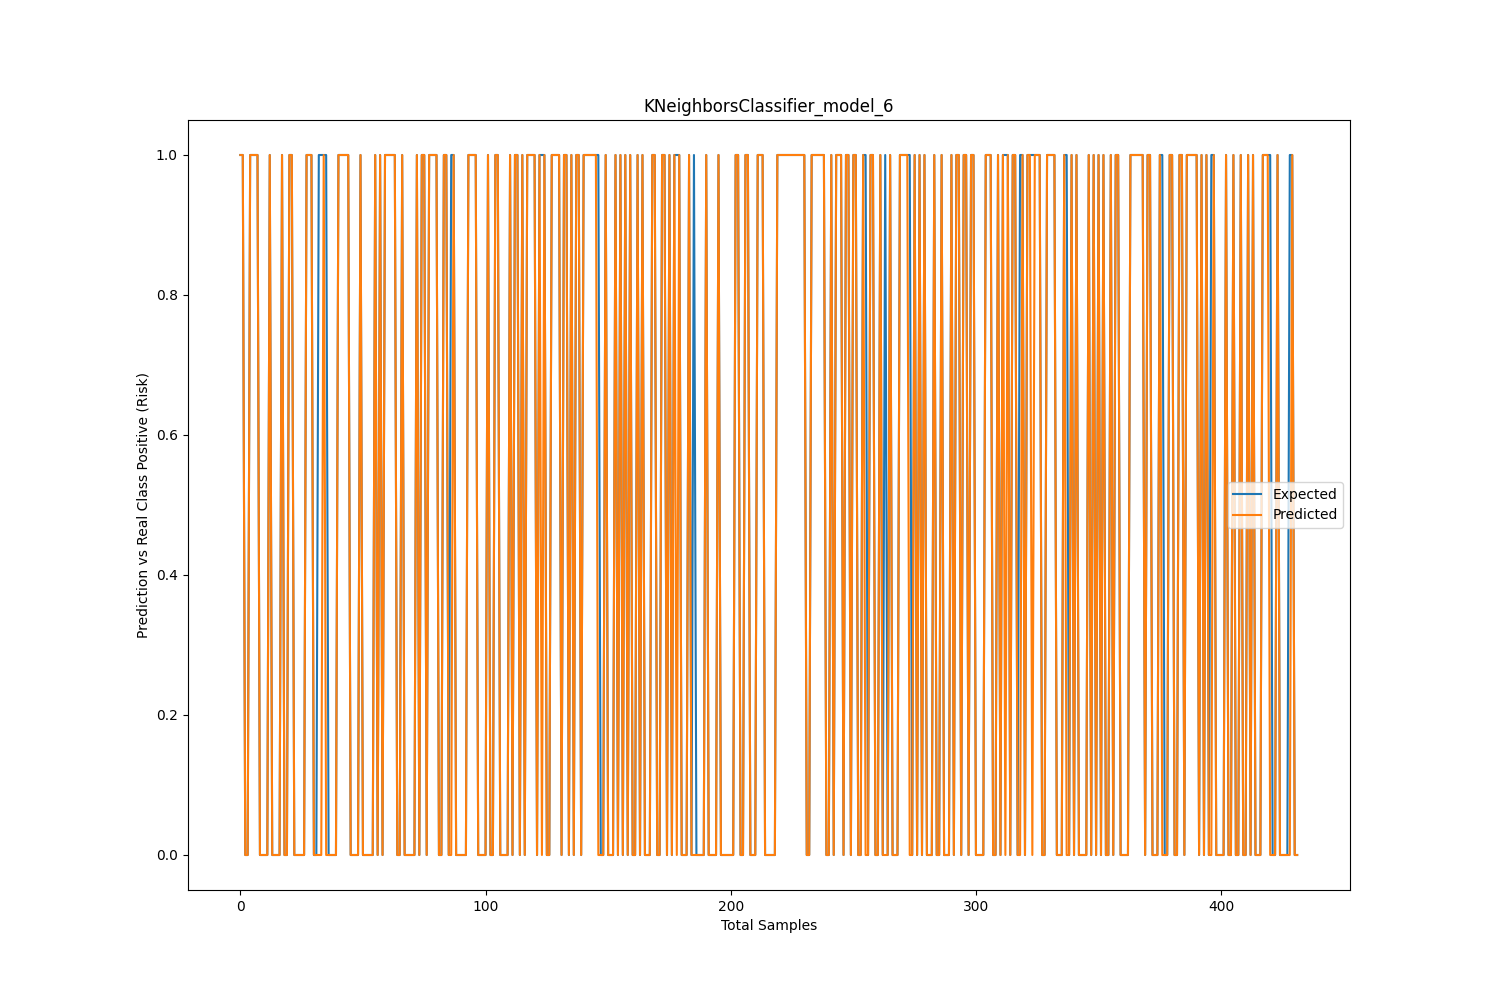 KNeighborsClassifier_model_6
1.0
0.8
0.6
0.4
0.2
0.0
Prediction vs Real Class Positive (Risk)
Expected
Predicted
0
100
200
300
400
Total Samples